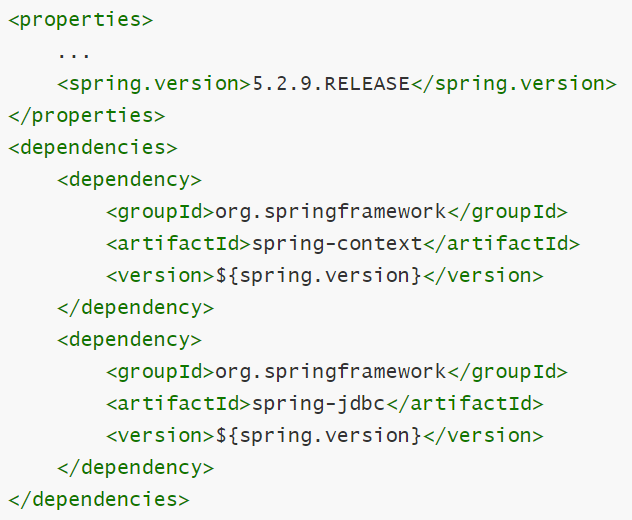 <properties>
    ...
    <spring.version>5.2.9.RELEASE</spring.version>
</properties>
<dependencies>
    <dependency>
        <groupId>org.springframework</groupId>
        <artifactId>spring-context</artifactId>
        <version>${spring.version}</version>
    </dependency>
    <dependency>
        <groupId>org.springframework</groupId>
        <artifactId>spring-jdbc</artifactId>
        <version>${spring.version}</version>
    </dependency>
</dependencies>